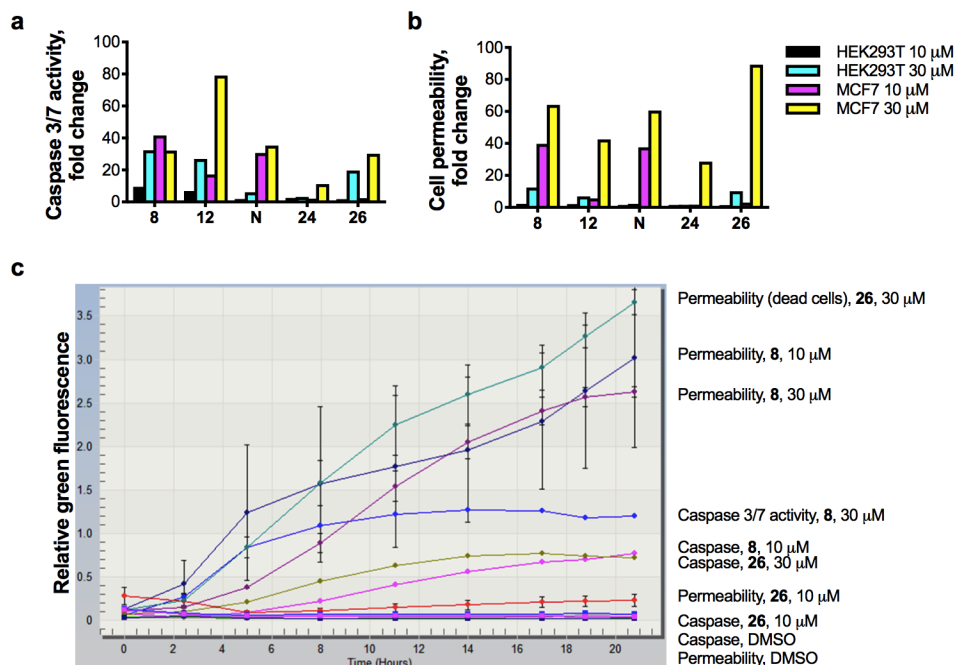 a
Caspase 3/7 activity,
fold change
100
80
60
40
20
0
8 12 N 24 26
b
Cell permeability,
fold change
100
80
60
40
20
0
8 12 N 24 26
HEK293T 10 μM
HEK293T 30 μM
MCF7 10 μM
MCF7 30 μM
c
Relative green fluorescence
3.5
3.0
2.5
2.0
1.5
1.0
0.5
0
0 2 4 6 8 10 12 14 16 18 20
Time (Hours)
Permeability (dead cells), 26, 30 μM
Permeability, 8, 10 μM
Permeability, 8, 30 μM
Caspase 3/7 activity, 8, 30 μM
Caspase, 8, 10 μM
Caspase, 26, 30 μM
Permeability, 26, 10 μM
Caspase, 26, 10 μM
Caspase, DMSO
Permeability, DMSO